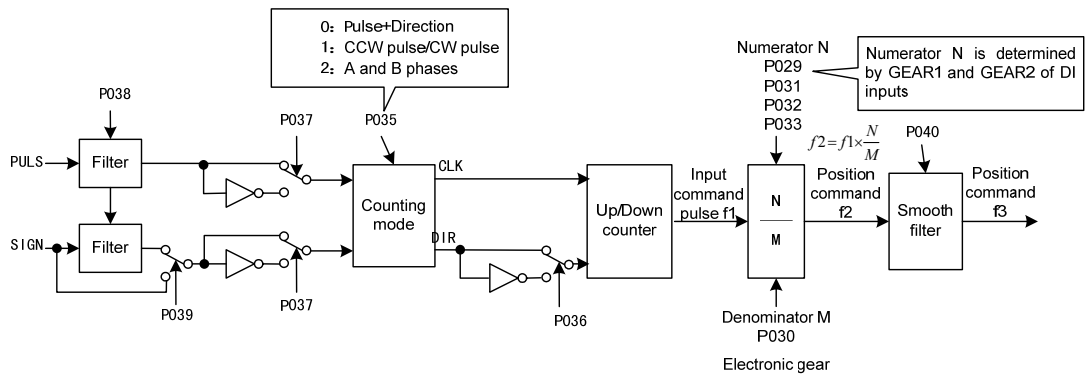 0: Pulse+Direction
1: CCW pulse/CW pulse
2: A and B phases
Numerator N
P029
P031
P032
P033
Numerator N is determined
by GEAR1 and GEAR2 of DI
inputs
P038
P037
P035
f2=f1×N/M
P040
PULS
Filter
CLK
Counting
mode
Up/Down
counter
Input
command
pulse f1
N
M
Position
command
f2
Smooth
filter
Position
command
f3
SIGN
Filter
DIR
P039
P037
P036
Denominator M
P030
Electronic gear